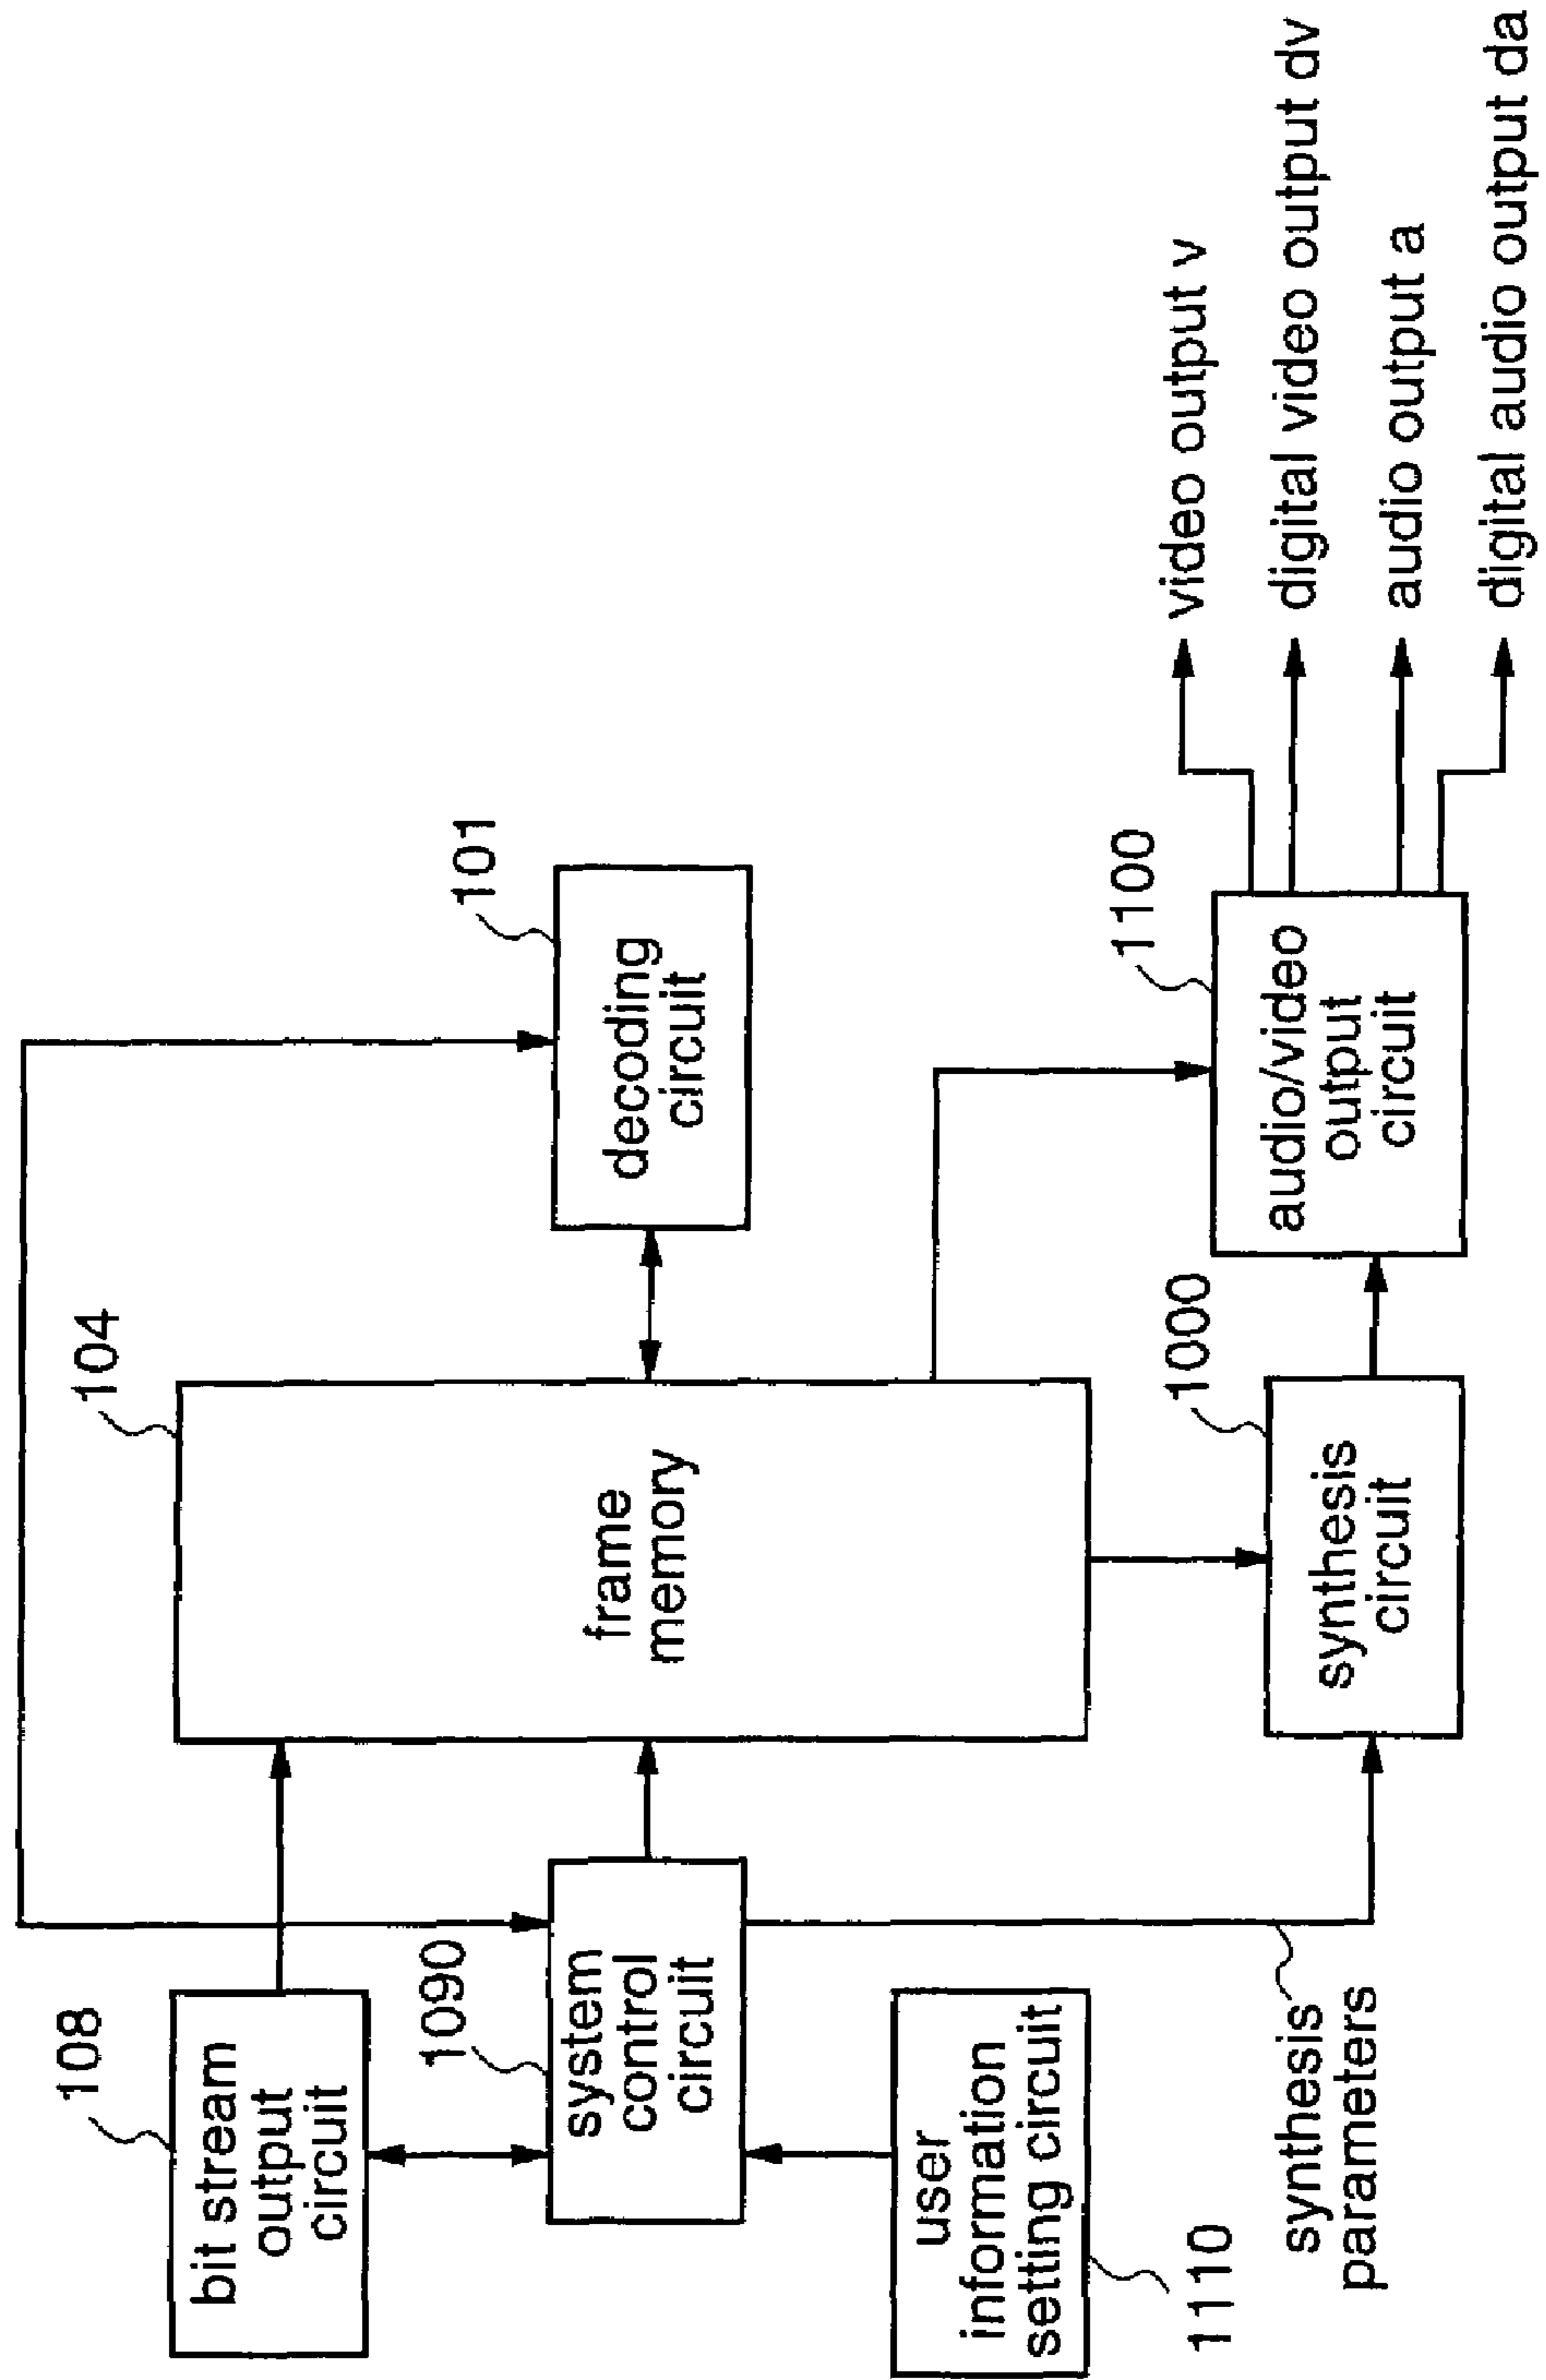 108
bit stream
output
circuit
1090
system
control
circuit
user
information
setting circuit
1110
synthesis
parameters
104
frame
memory
1000
synthesis
circuit
101
decoding
circuit
1100
audio/video
output
circuit
video output v
digital video output dv
audio output a
digital audio output da